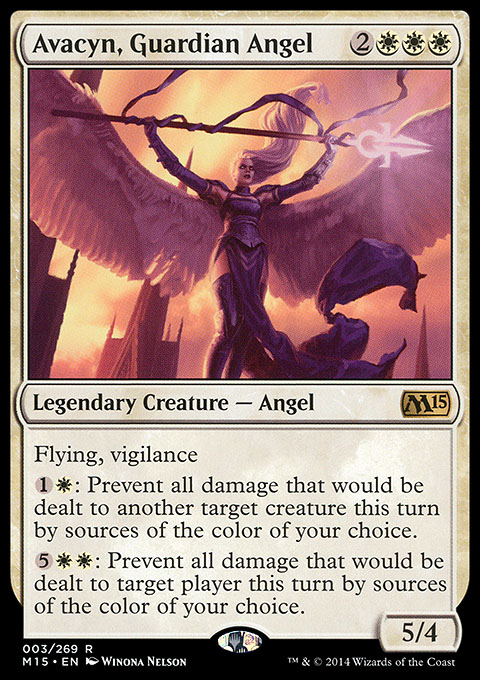 Avacyn, Guardian Angel 2
Legendary Creature — Angel M15
Flying, vigilance
1: Prevent all damage that would be
dealt to another target creature this turn
by sources of the color of your choice.
5: Prevent all damage that would be
dealt to target player this turn by sources
of the color of your choice.
5/4
003/269 R
M15 • EN Winona Nelson ™ & © 2014 Wizards of the Coast